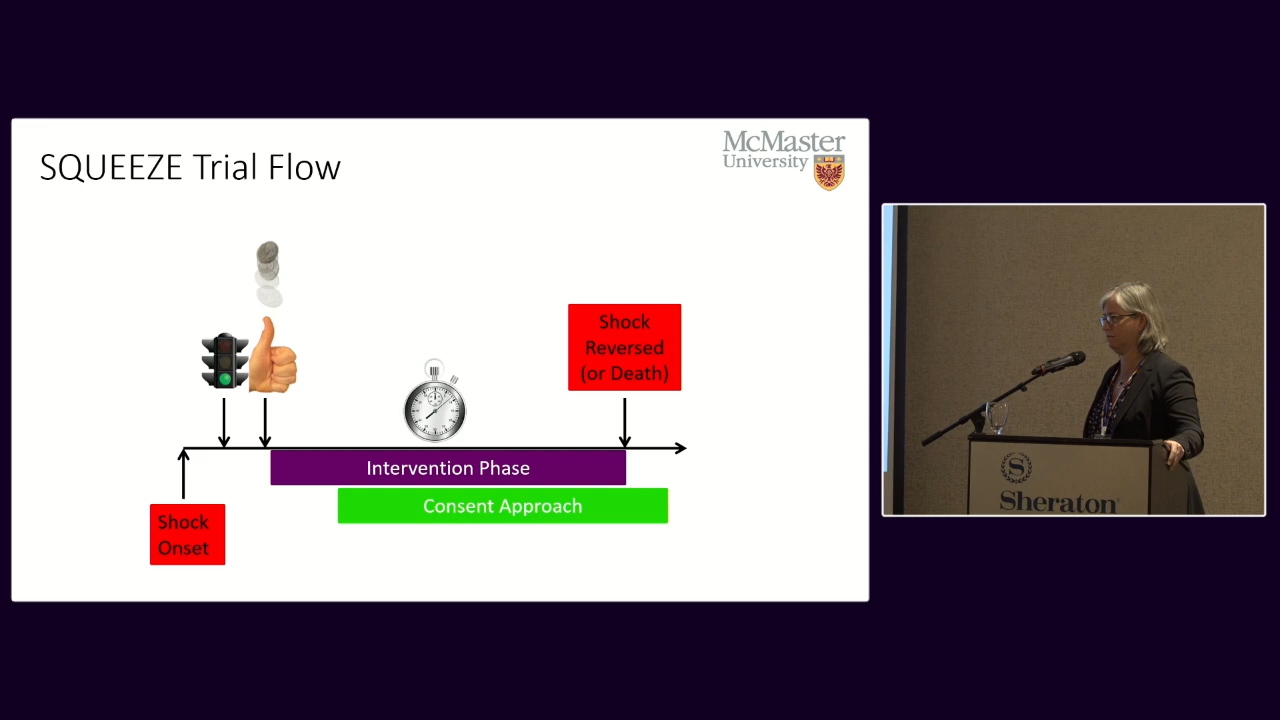 SQUEEZE Trial Flow
McMaster
University
Shock
Reversed
(or Death)
Intervention Phase
Consent Approach
Shock
Onset
S
Sheraton